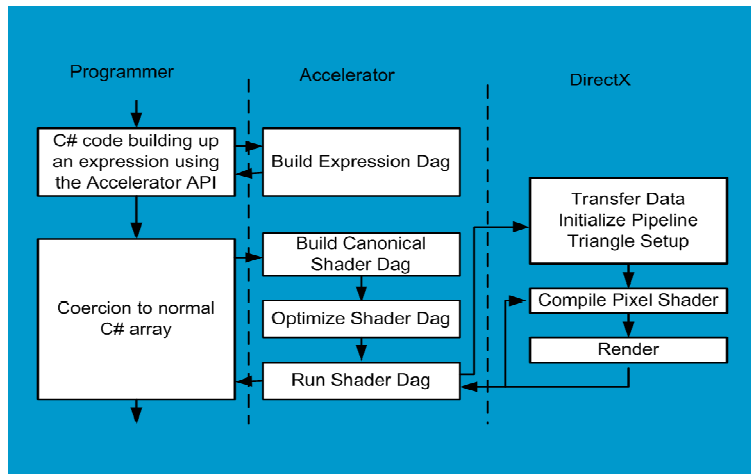 Programmer
Accelerator
DirectX
C# code building up
an expression using
the Accelerator API
Build Expression Dag
Transfer Data
Initialize Pipeline
Triangle Setup
Build Canonical
Shader Dag
Coercion to normal
C# array
Optimize Shader Dag
Compile Pixel Shader
Render
Run Shader Dag